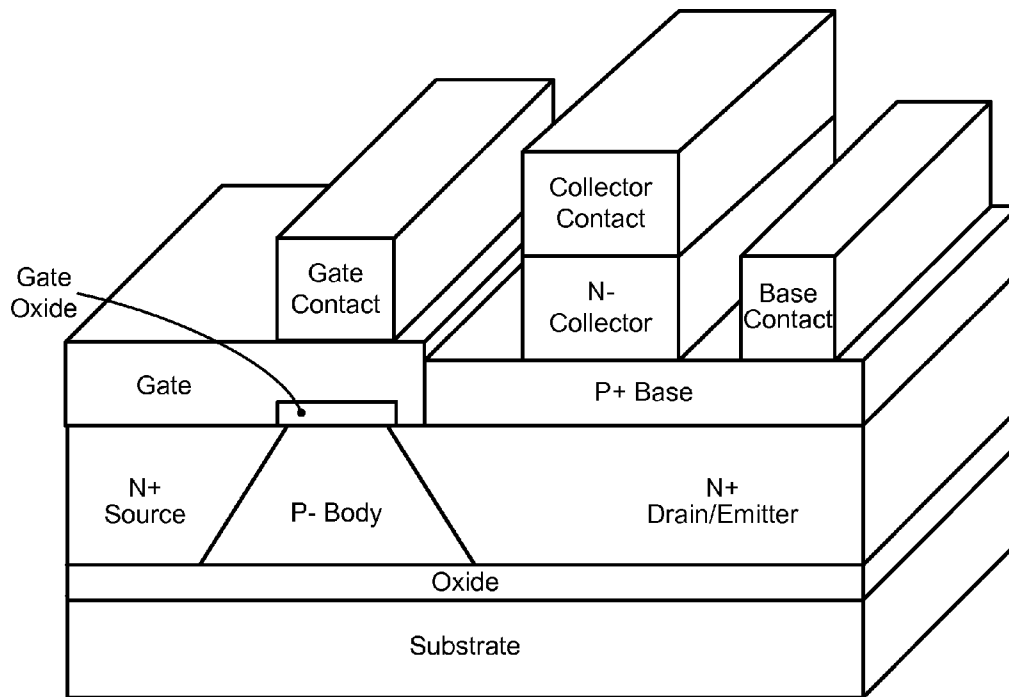 Collector
Contact
Gate
Contact
Gate
Oxide
N-
Collector
Base
Contact
Gate
P+ Base
N+
Source
P- Body
N+
Drain/Emitter
Oxide
Substrate